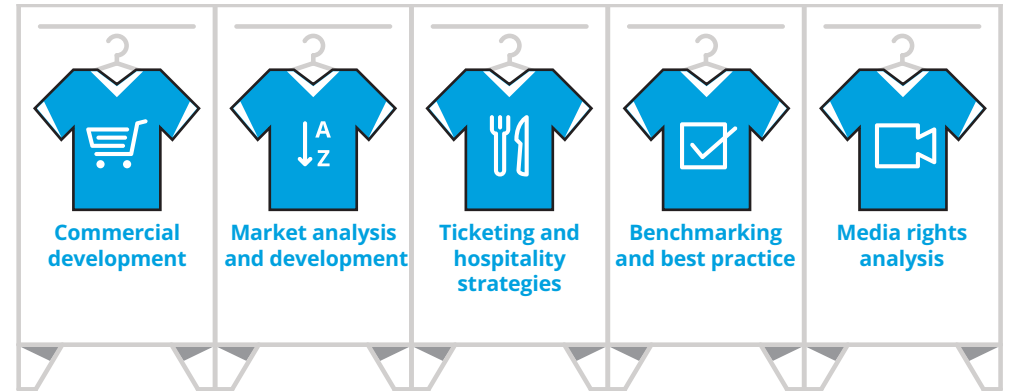 A
Z
Commercial
development
Market analysis
and development
Ticketing and
hospitality
strategies
Benchmarking
and best practice
Media rights
analysis